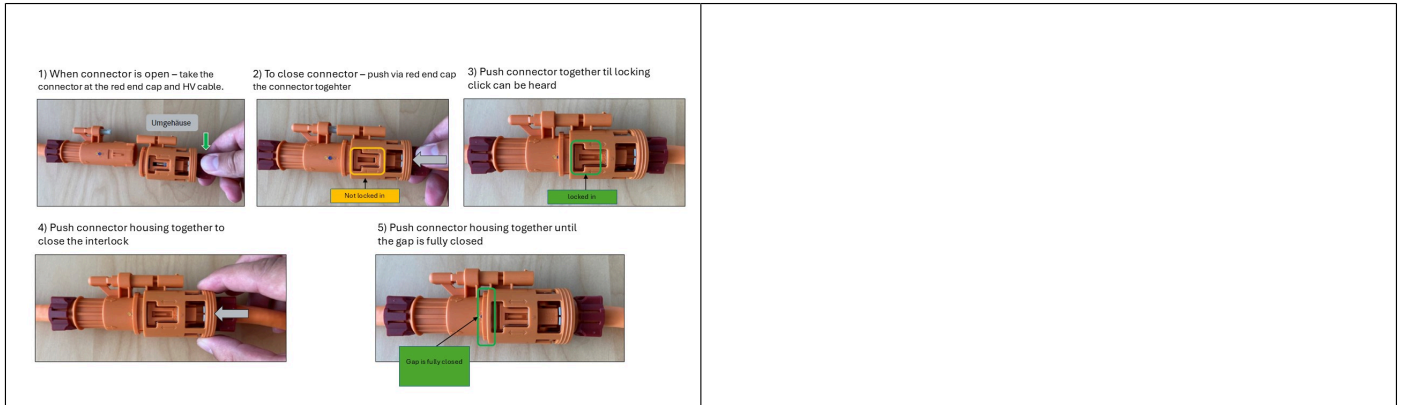 1) When connector is open – take the
connector at the red end cap and HV cable.
Umgehäuse
2) To close connector – push via red end cap
the connector togehter
Not locked in
3) Push connector together til locking
click can be heard
locked in
4) Push connector housing together to
close the interlock
5) Push connector housing together until
the gap is fully closed
Gap is fully closed